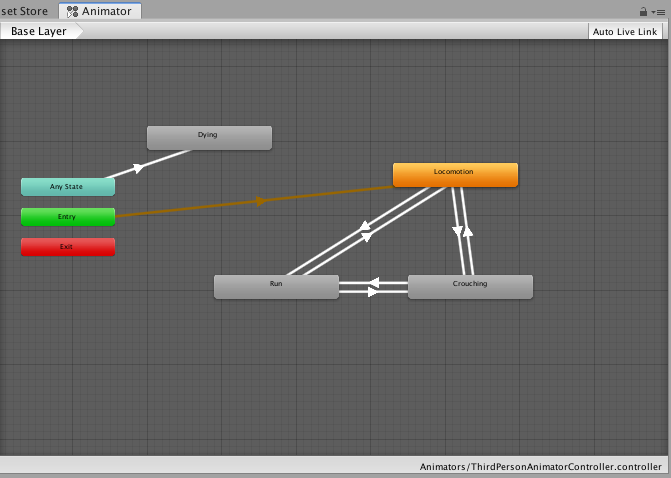 set Store Animator
Base Layer Auto Live Link
Dying
Locomotion
Any State
Entry
Exit
Run
Crouching
Animators/ThirdPersonAnimatorController.controller